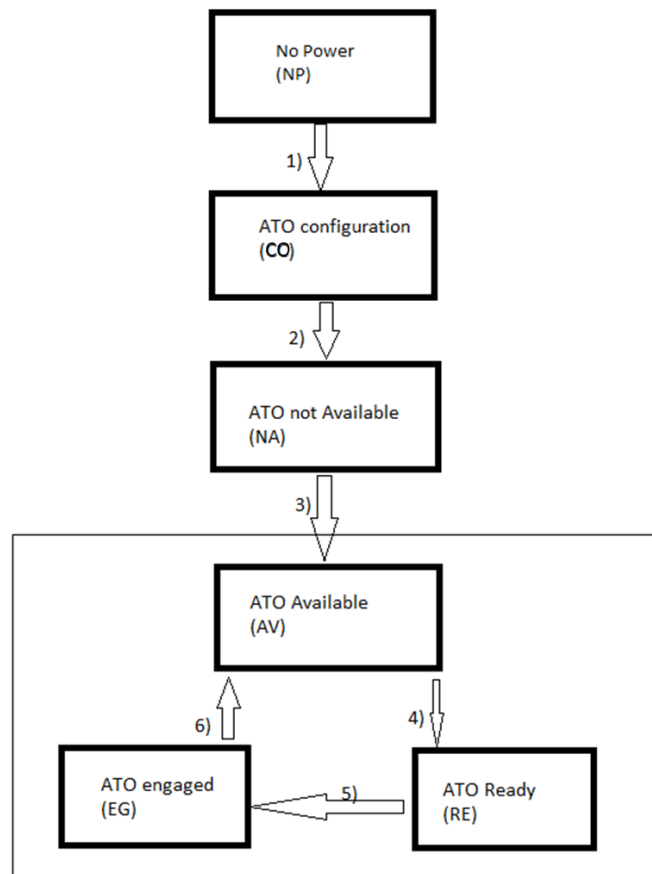 No Power
(NP)
1)
ATO configuration
(CO)
2)
ATO not Available
(NA)
3)
ATO Available
(AV)
4)
6)
ATO engaged
(EG)
5)
ATO Ready
(RE)